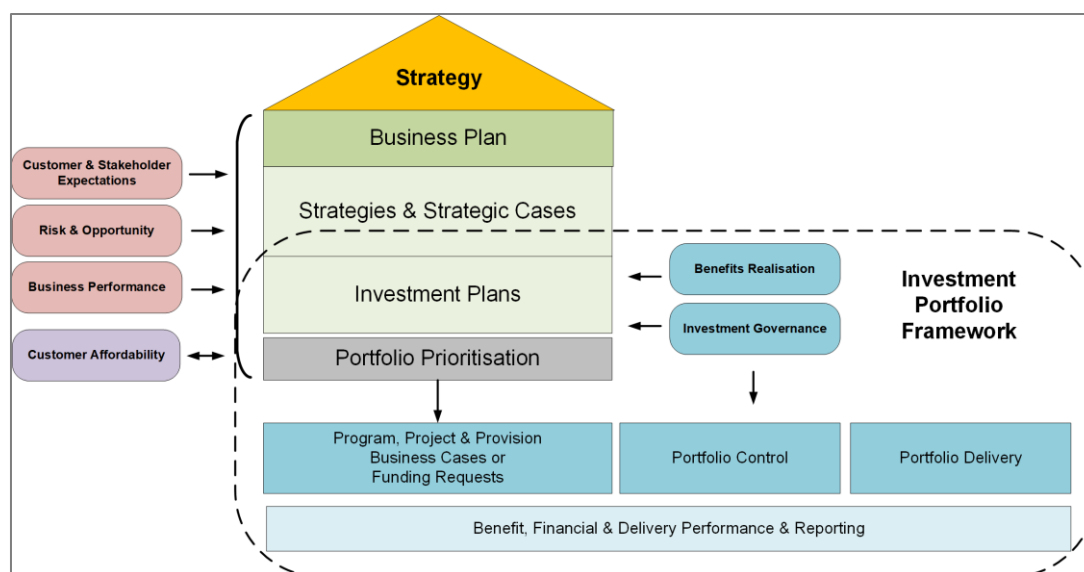 Strategy
Business Plan
Customer & Stakeholder
Expectations
Strategies & Strategic Cases
Risk & Opportunity
Business Performance
Benefits Realisation
Investment
Portfolio
Framework
Investment Plans
Investment Governance
Customer Affordability
Portfolio Prioritisation
Program, Project & Provision
Business Cases or
Funding Requests
Portfolio Control
Portfolio Delivery
Benefit, Financial & Delivery Performance & Reporting